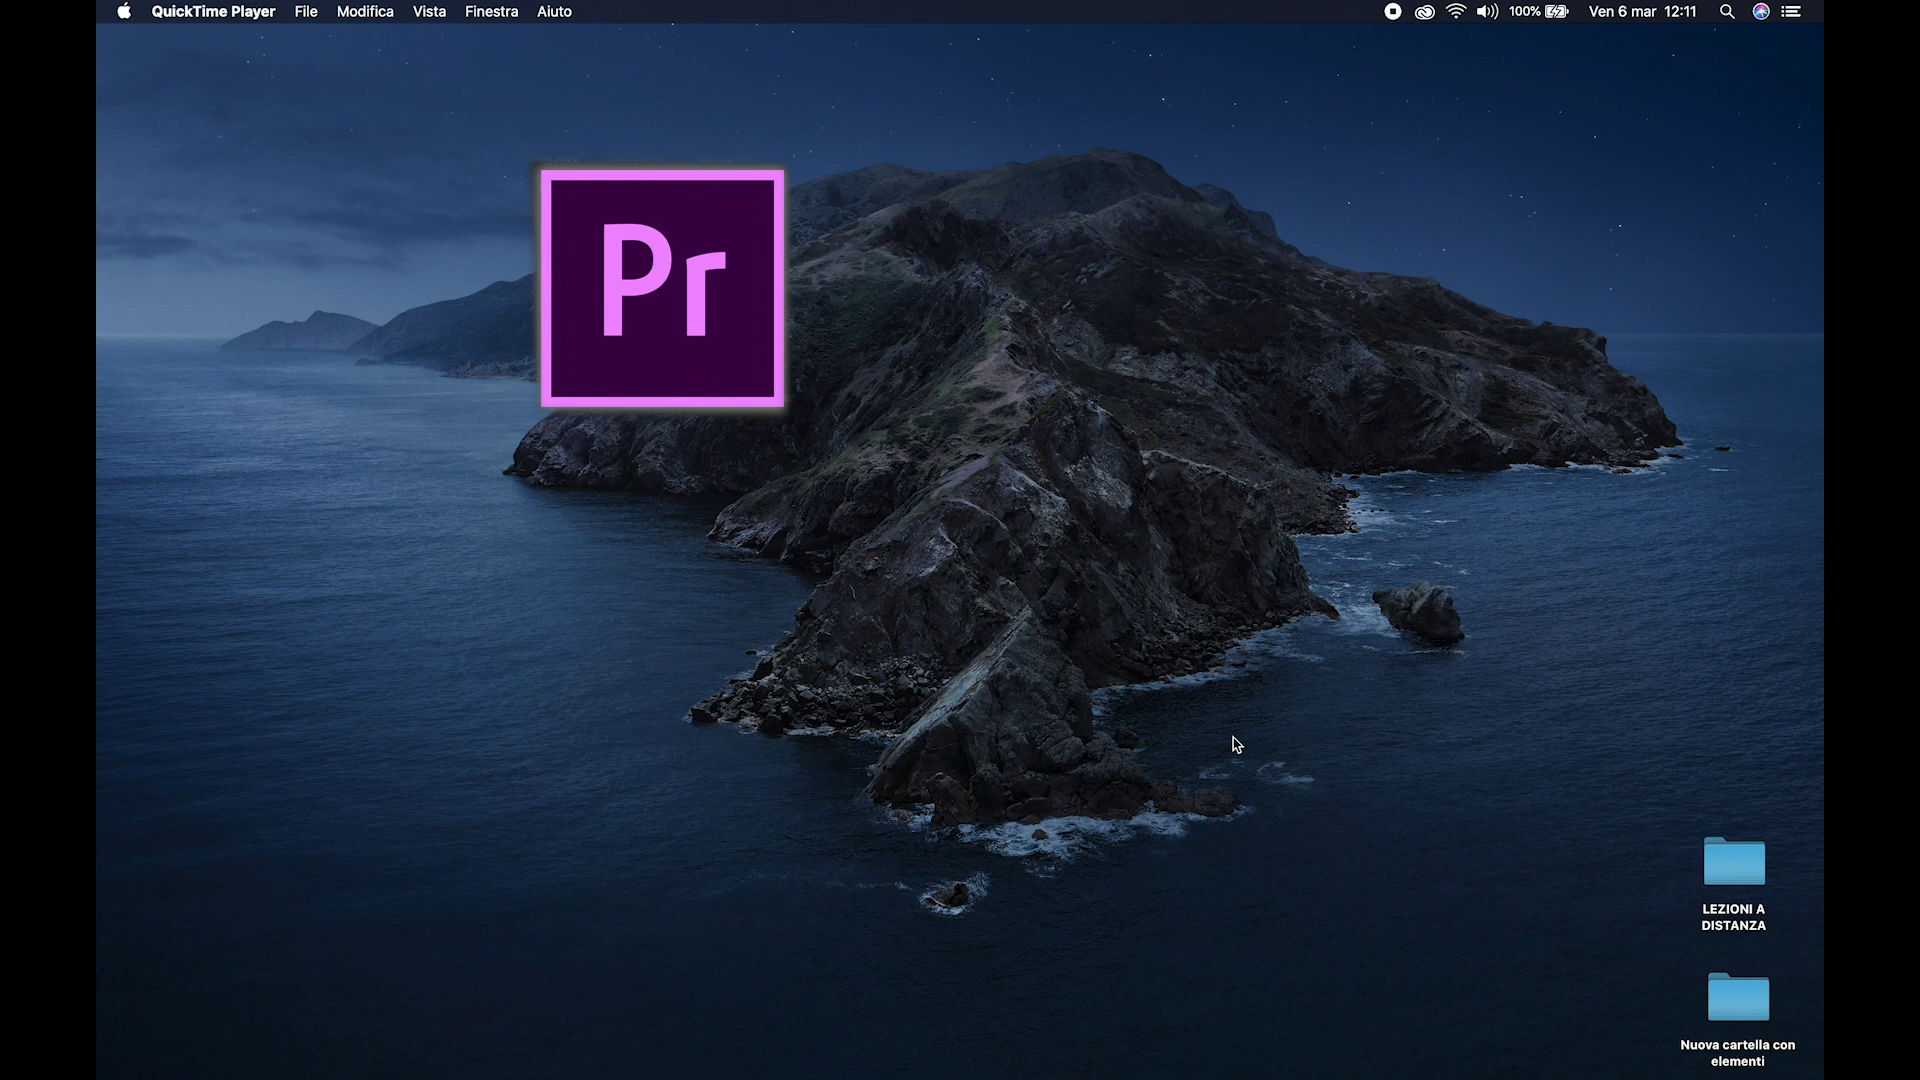 QuickTime Player File Modifica Vista Finestra Aiuto 100% Ven 6 mar 12:11
Pr
LEZIONI A
DISTANZA
Nuova cartella con
elementi